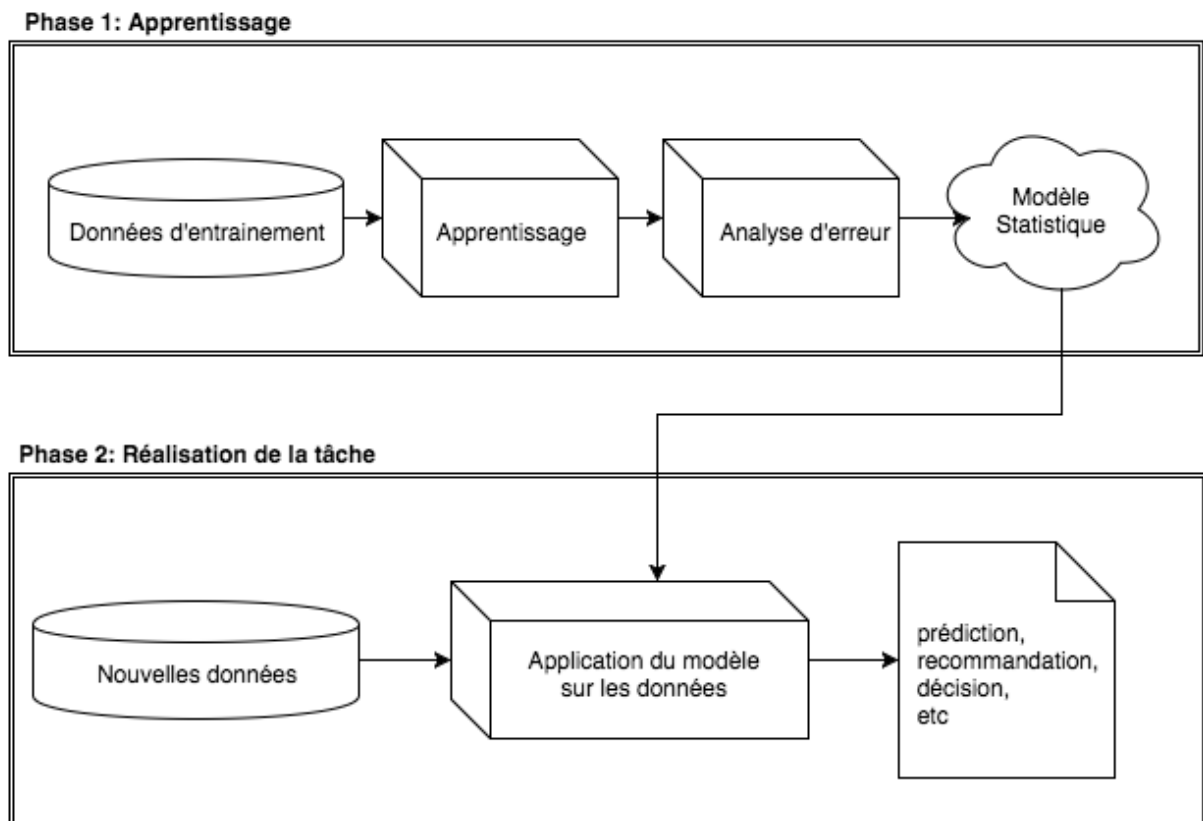 Phase 1: Apprentissage
Données d'entrainement
Apprentissage
Analyse d'erreur
Modèle
Statistique
Phase 2: Réalisation de la tâche
Nouvelles données
Application du modèle
sur les données
prédiction,
recommandation,
décision,
etc